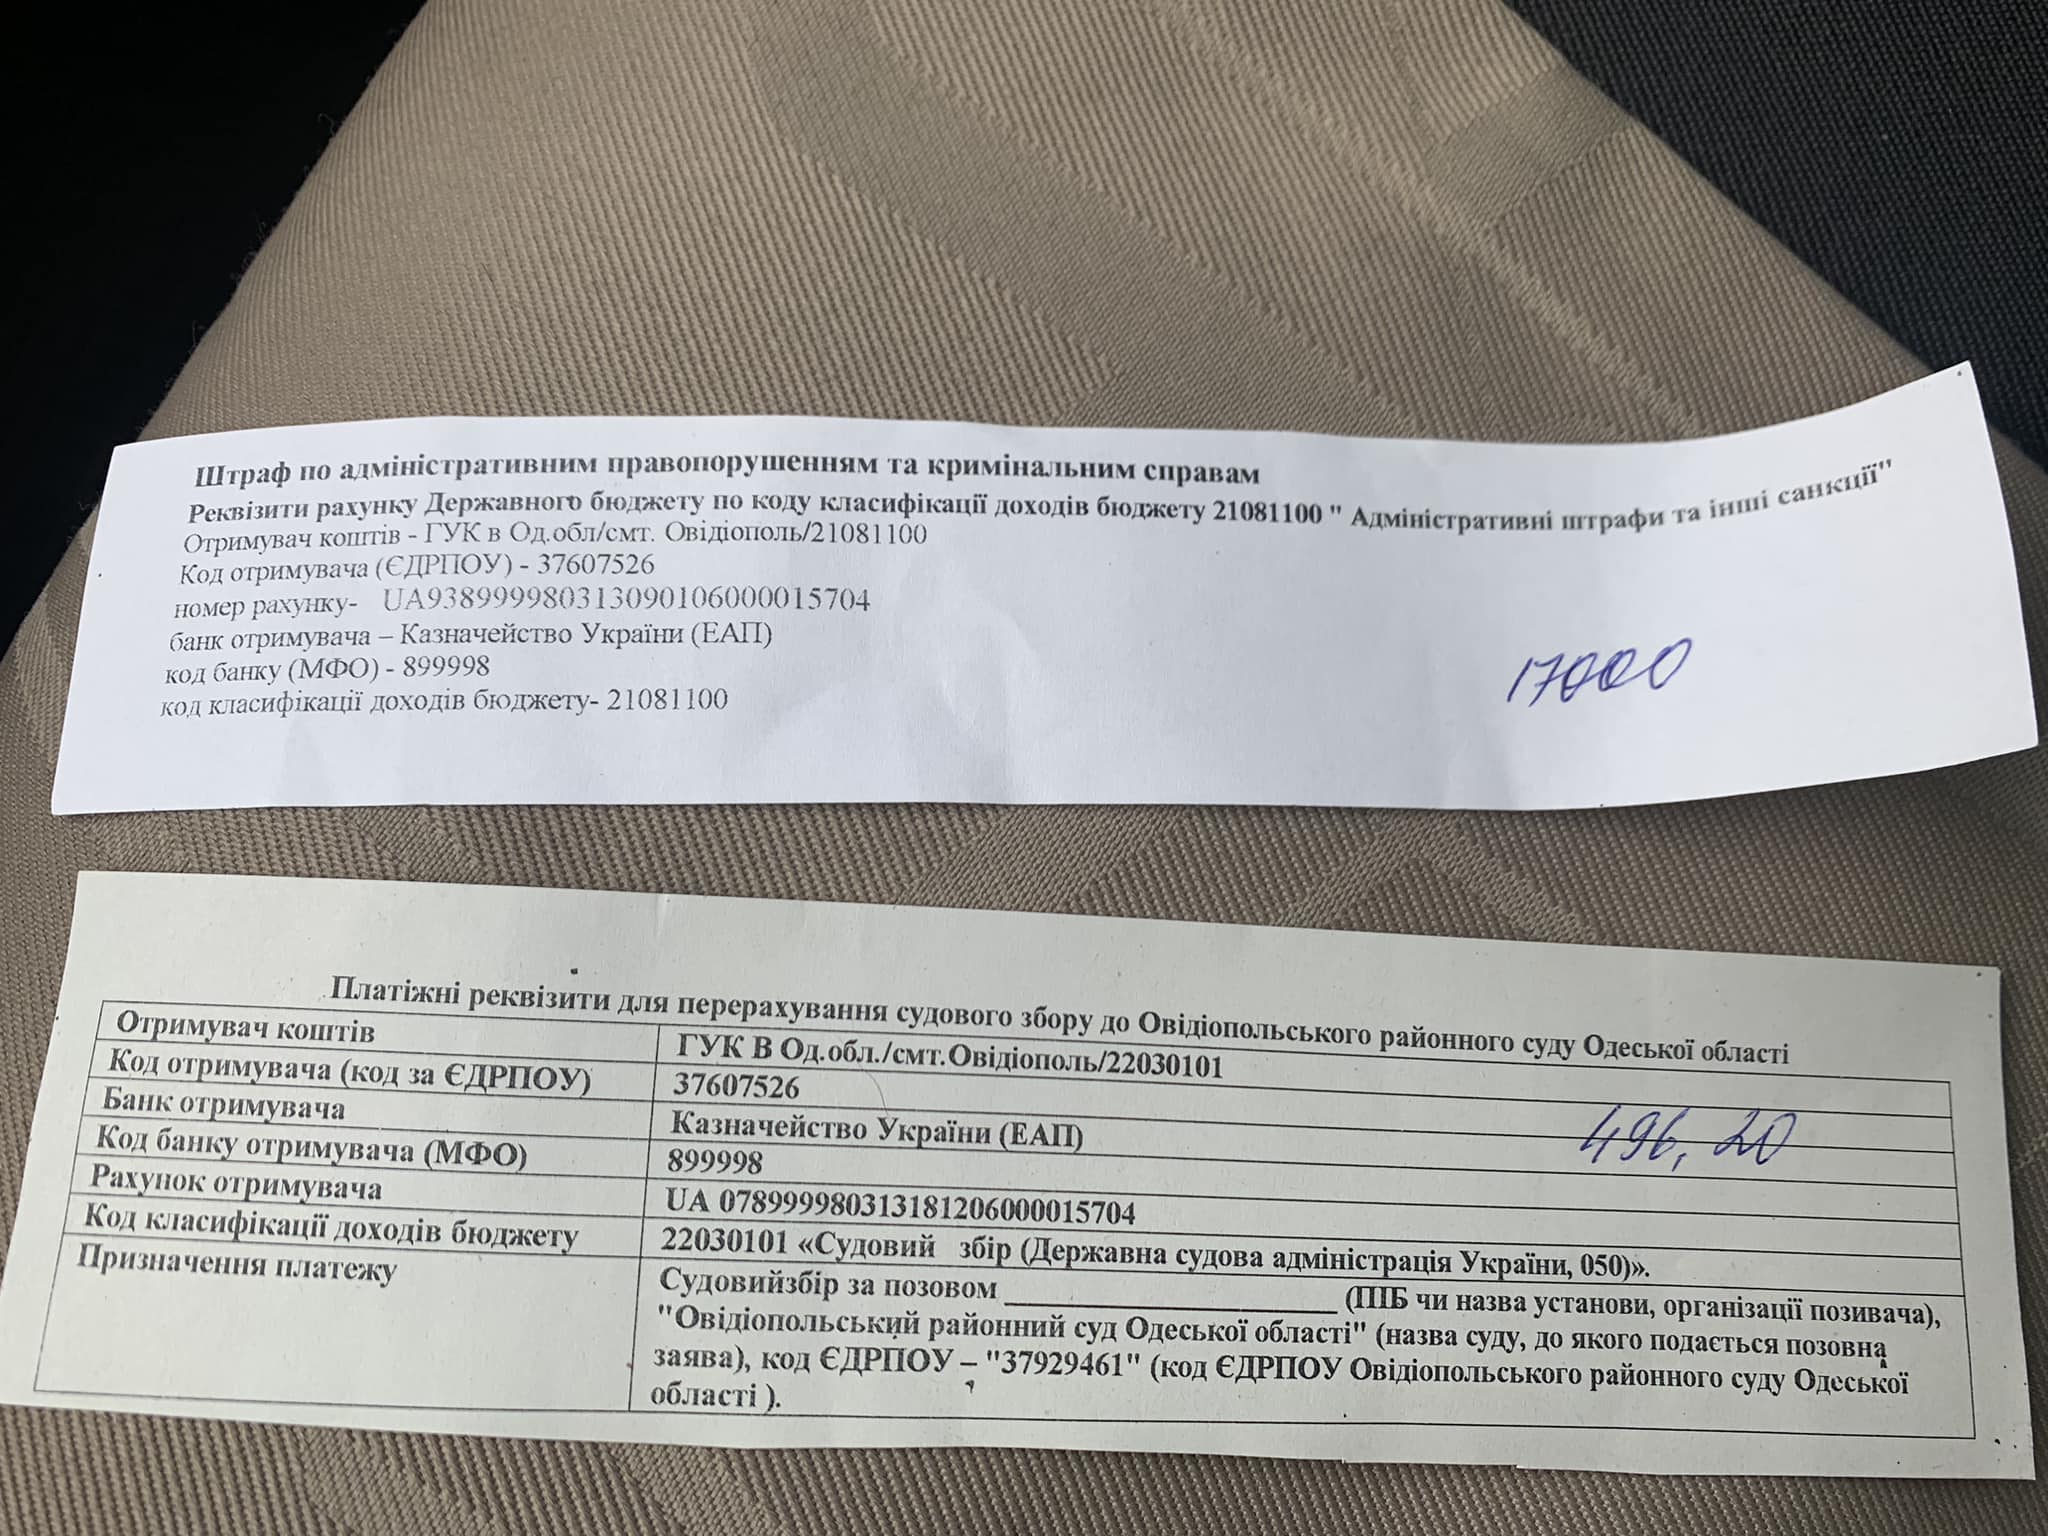 Штраф по адміністративним правопорушенням та кримінальним справам
Реквізити рахунку Державного бюджету по коду класифікації доходів бюджету 21081100 " Адміністративні штрафи та інші санкції"
Отримувач коштів - ГУК в Од.обл/смт. Овідіополь/21081100
Код отримувача (ЄДРПОУ) - 37607526
номер рахунку- UA938999980313090106000015704
банк отримувача – Казначейство України (ЕАП)
код банку (МФО) - 899998
код класифікації доходів бюджету- 21081100
17000
Платіжні реквізити для перерахування судового збору до Овідіопольського районного суду Одеської області
Отримувач коштів ГУК В Од.обл./смт.Овідіополь/22030101
Код отримувача (код за ЄДРПОУ) 37607526
Банк отримувача Казначейство України (ЕАП)
496,20
Код банку отримувача (МФО) 899998
Рахунок отримувача UA 078999980313181206000015704
Код класифікації доходів бюджету 22030101 «Судовий збір (Державна судова адміністрація України, 050)».
Призначення платежу Судовийзбір за позовом ____________ (ПІБ чи назва установи, організації позивача),
"Овідіопольський районний суд Одеської області" (назва суду, до якого подається позовна
заява), код ЄДРПОУ – "37929461" (код ЄДРПОУ Овідіопольського районного суду Одеської
області ).